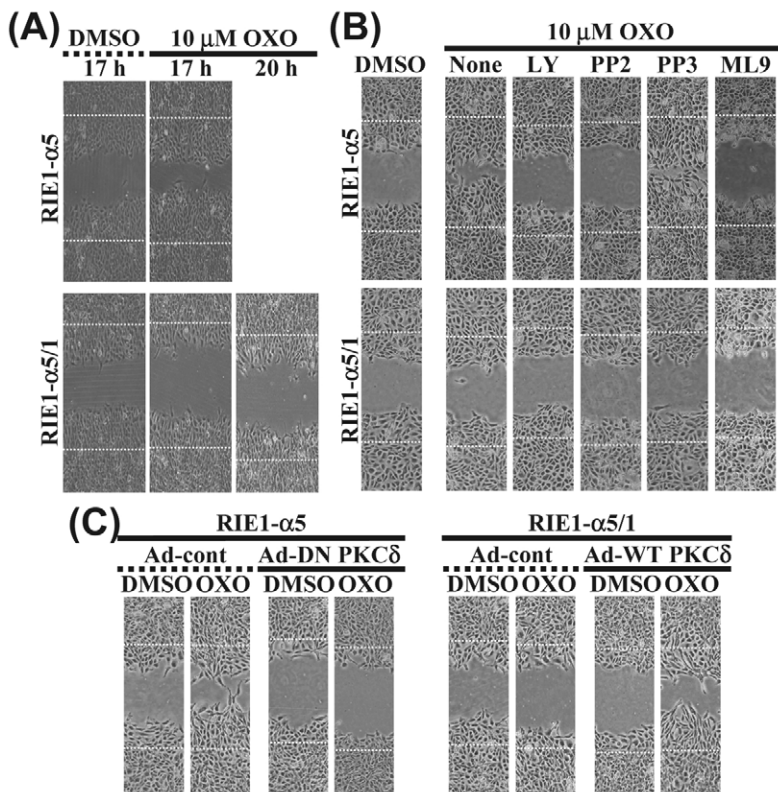 (A)
DMSO 10 μM OXO
17 h 17 h 20 h
RIE1-α5
RIE1-α5/1
(B)
10 μM OXO
DMSO None LY PP2 PP3 ML9
RIE1-α5
RIE1-α5/1
(C)
RIE1-α5 RIE1-α5/1
Ad-cont Ad-DN PKCδ Ad-cont Ad-WT PKCδ
DMSO OXO DMSO OXO DMSO OXO DMSO OXO